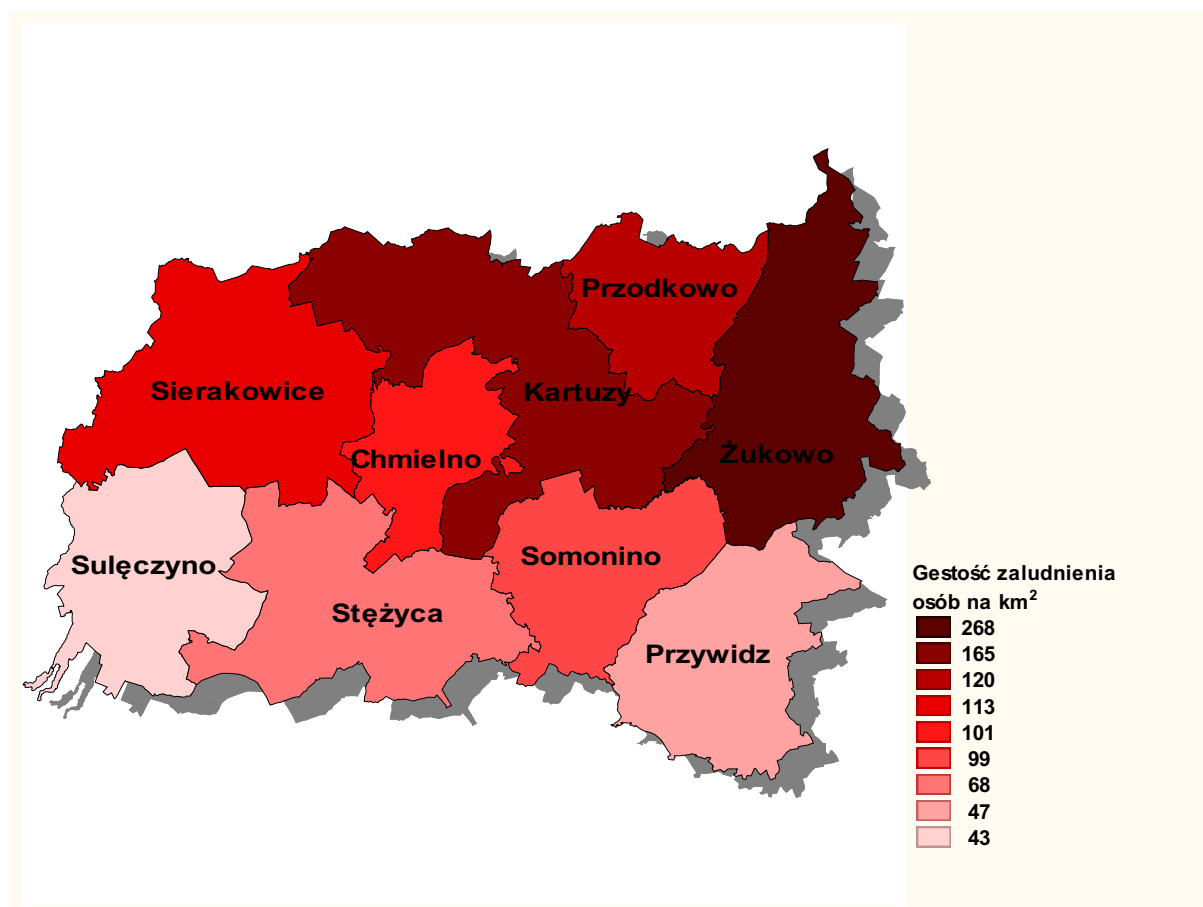 Przodkowo
Sierakowice
Kartuzy
Chmielno
Żukowo
Somonino
Sulęczyno
Stężyca
Przywidz
Gestość zaludnienia
osób na km²
268
165
120
113
101
99
68
47
43